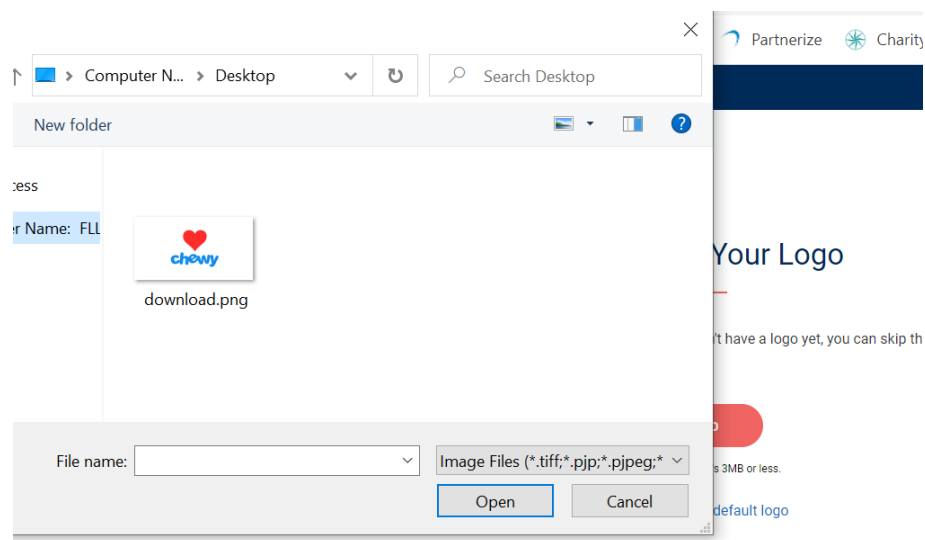 Partnerize
Charity
Computer N... > Desktop
Search Desktop
New folder
?
cess
r Name: FLL
chewy
download.png
Your Logo
't have a logo yet, you can skip th
File name:
Image Files (*.tiff;*.pjp;*.pjpeg;*
s 3MB or less.
Open
Cancel
default logo